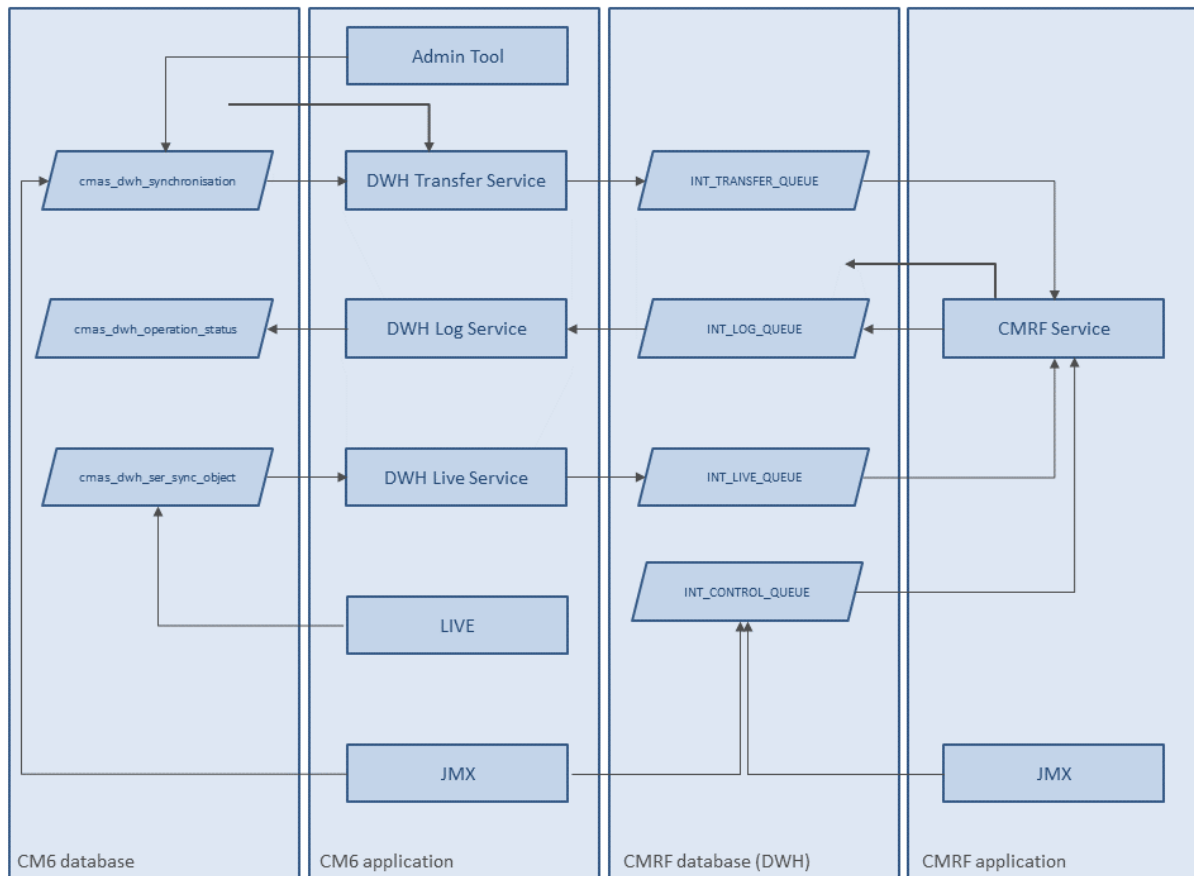 Admin Tool
cmas_dwh_synchronisation
DWH Transfer Service
INT_TRANSFER_QUEUE
cmas_dwh_operation_status
DWH Log Service
INT_LOG_QUEUE
CMRF Service
cmas_dwh_ser_sync_object
DWH Live Service
INT_LIVE_QUEUE
INT_CONTROL_QUEUE
LIVE
JMX
JMX
CM6 database
CM6 application
CMRF database (DWH)
CMRF application